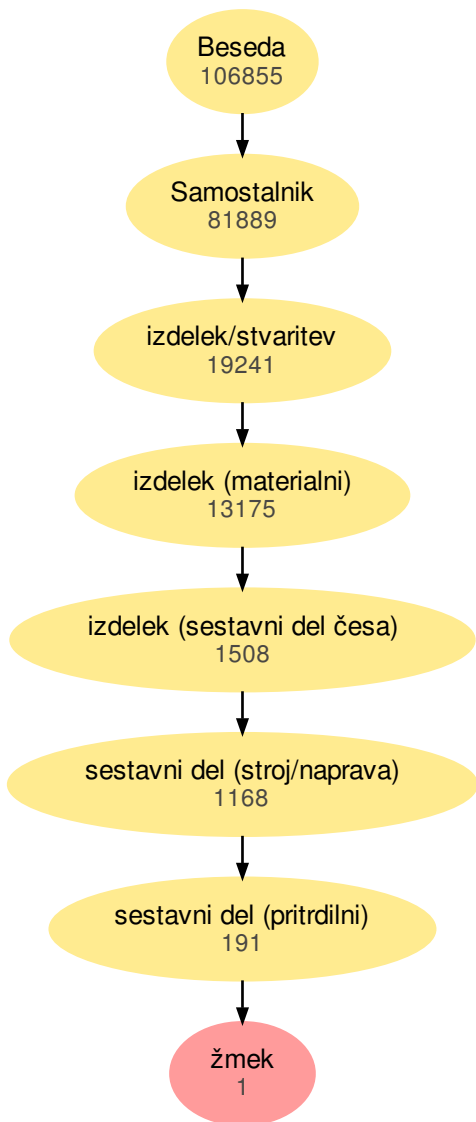 Beseda
106855
Samostalnik
81889
izdelek/stvaritev
19241
izdelek (materialni)
13175
izdelek (sestavni del česa)
1508
sestavni del (stroj/naprava)
1168
sestavni del (pritrdilni)
191
žmek
1